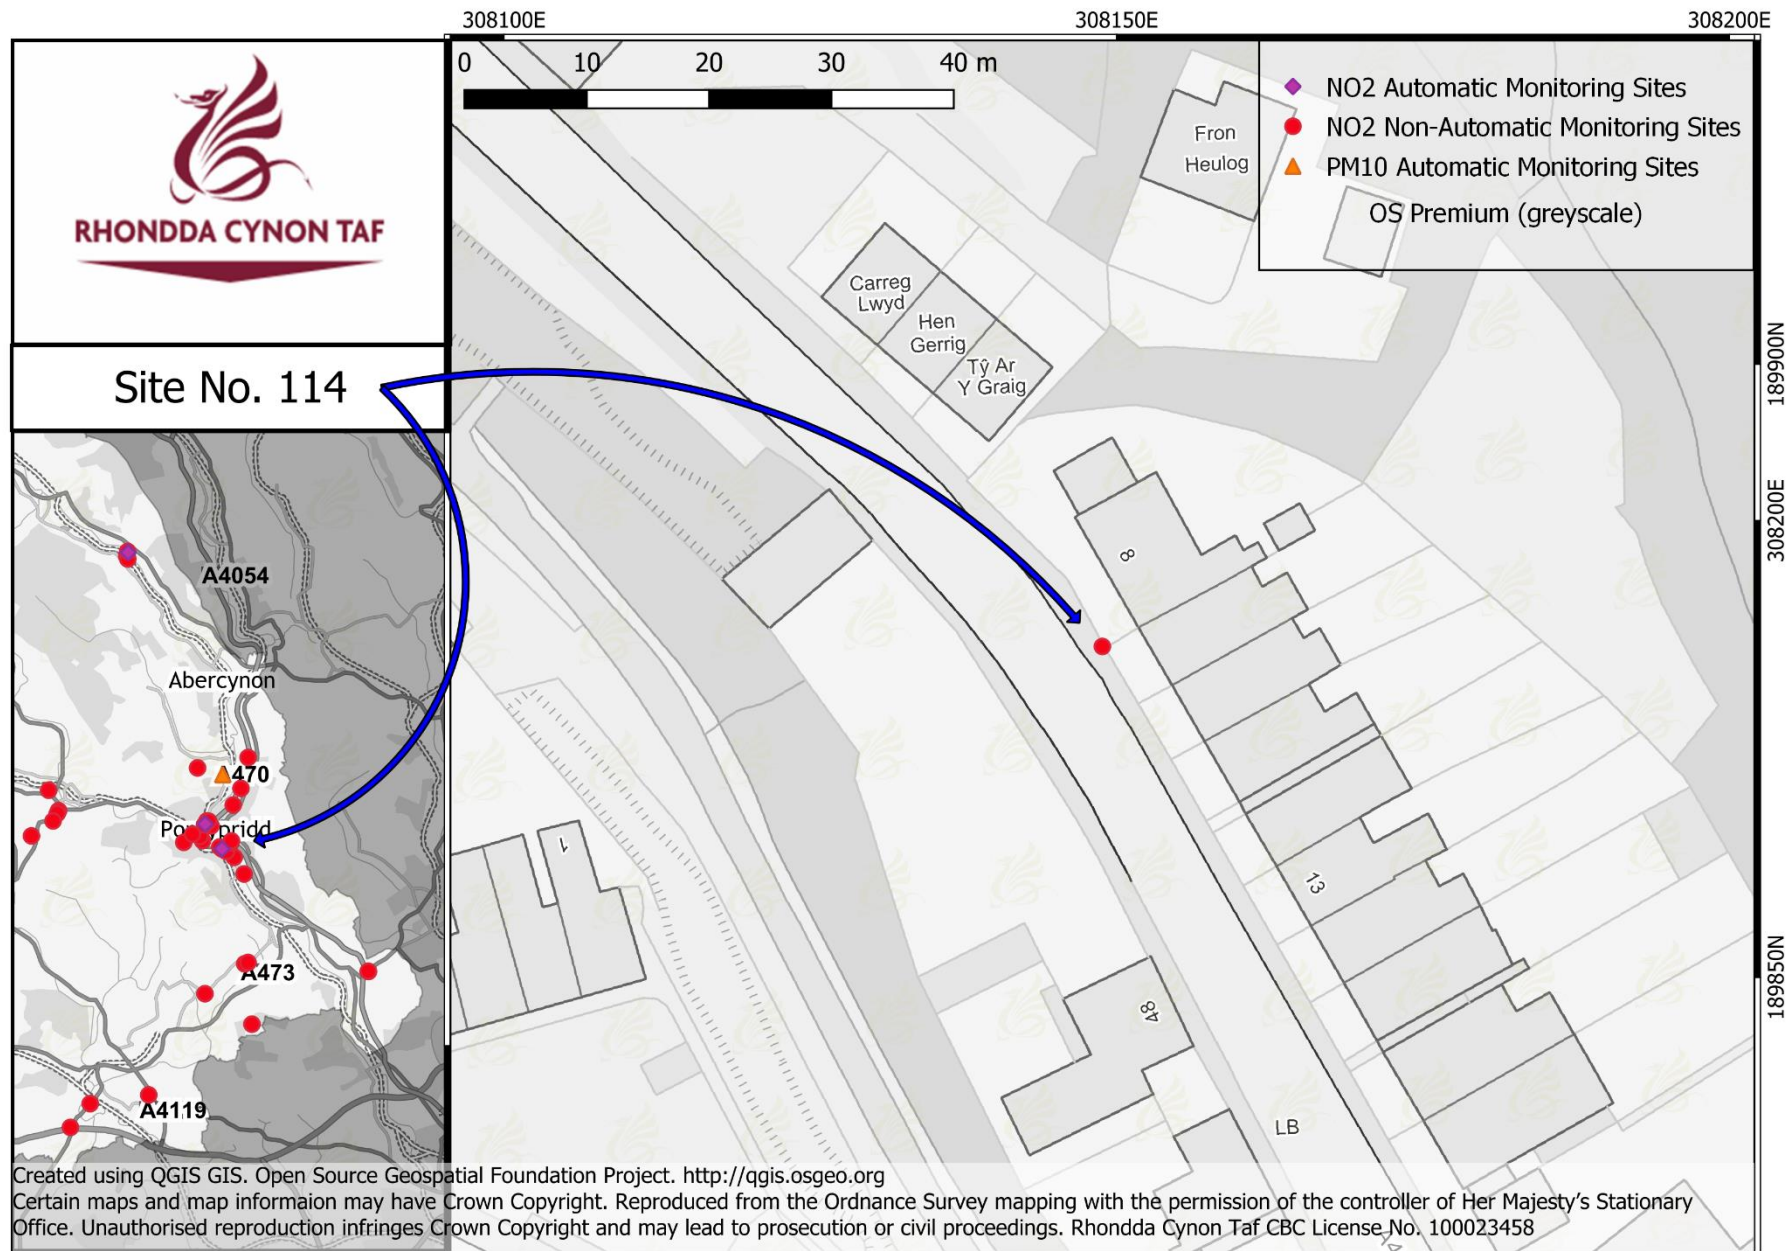 308100E
308150E
308200E
RHONDDA CYNON TAF
Site No. 114
0 10 20 30 40 m
NO2 Automatic Monitoring Sites
NO2 Non-Automatic Monitoring Sites
PM10 Automatic Monitoring Sites
OS Premium (greyscale)
Fron
Heulog
Carreg
Lwyd
Hen
Gerrig
Tŷ Ar
Y Graig
189900N
308200E
189850N
8
13
1
48
LB
A4054
Abercynon
A470
A473
A4119
Created using QGIS GIS. Open Source Geospatial Foundation Project. http://qgis.osgeo.org
Certain maps and map informaion may have Crown Copyright. Reproduced from the Ordnance Survey mapping with the permission of the controller of Her Majesty's Stationary
Office. Unauthorised reproduction infringes Crown Copyright and may lead to prosecution or civil proceedings. Rhondda Cynon Taf CBC License No. 100023458